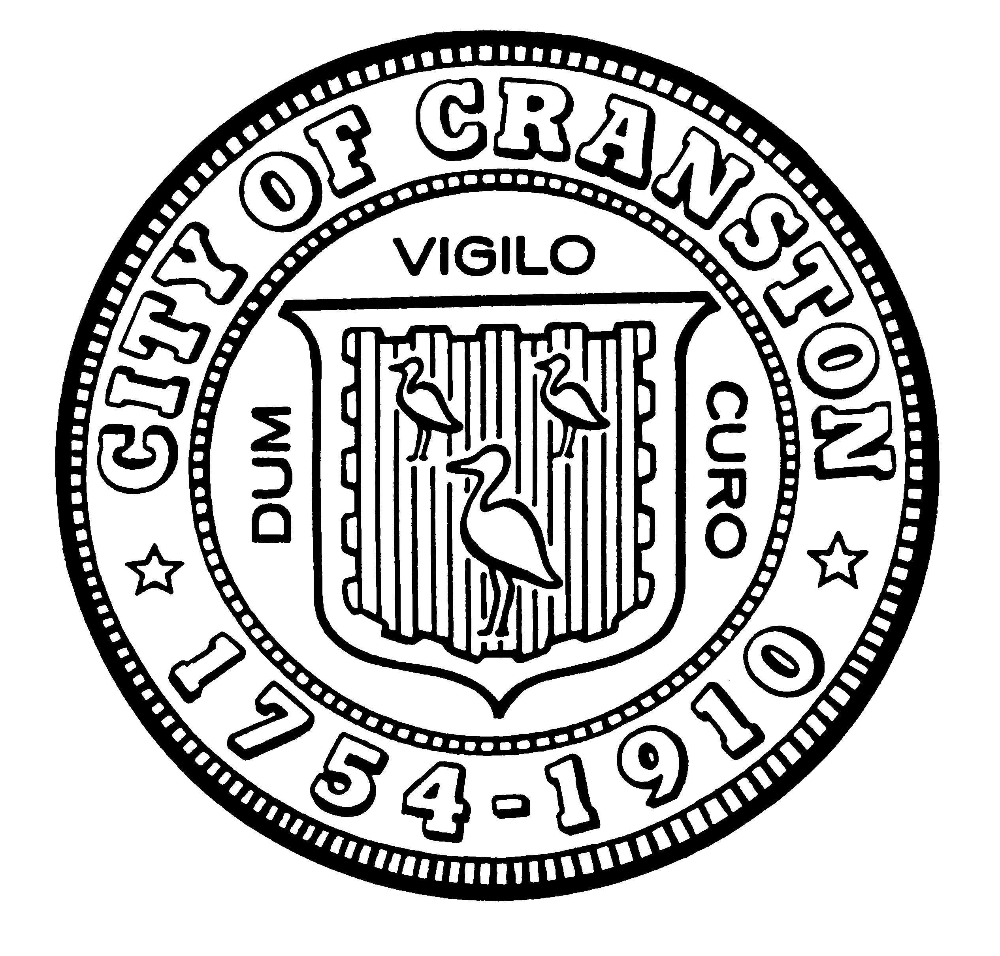 CITY OF CRANSTON
DUM
VIGILO
CURO
1754-1910